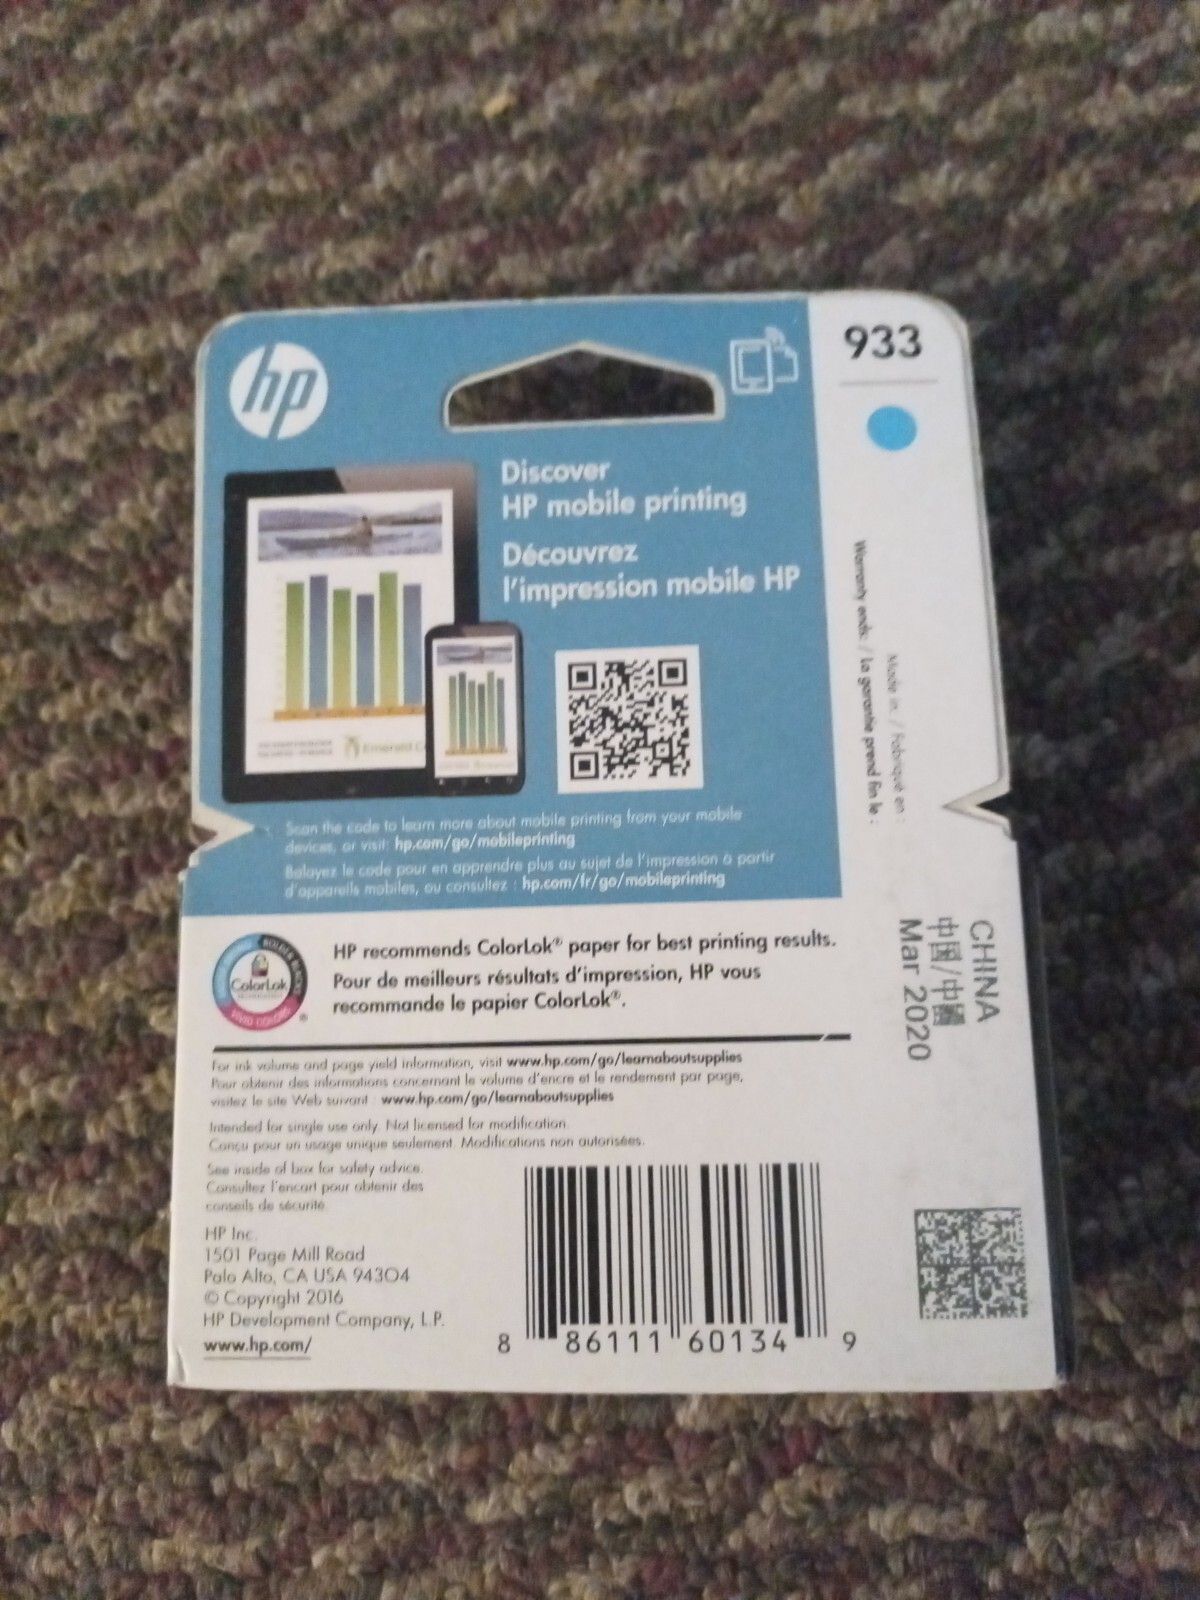 hp
933
Discover
HP mobile printing
Découvrez
l'impression mobile HP
Emerald
Scan the code to learn more about mobile printing from your mobile
devices, or visit: hp.com/go/mobileprinting
Balayez le code pour en apprendre plus au sujet de l'impression à partir
d'appareils mobiles, ou consultez : hp.com/fr/go/mobileprinting
Made in: / Fabriqué en :
Warranty ends: / La garantie prend fin le :
CHINA
中国/中國
Mar 2020
BOLDER BLACKS
ColorLok
VIVID COLORS
®
HP recommends ColorLok® paper for best printing results.
Pour de meilleurs résultats d'impression, HP vous
recommande le papier ColorLok®.
For ink volume and page yield information, visit www.hp.com/go/learnaboutsupplies
Pour obtenir des informations concernant le volume d'encre et le rendement par page,
visitez le site Web suivant : www.hp.com/go/learnaboutsupplies
Intended for single use only. Not licensed for modification.
Conçu pour un usage unique seulement. Modifications non autorisées.
See inside of box for safety advice.
Consultez l'encart pour obtenir des
conseils de sécurité.
HP Inc.
1501 Page Mill Road
Palo Alto, CA USA 94304
© Copyright 2016
HP Development Company, L.P.
www.hp.com/
8 86111 60134 9